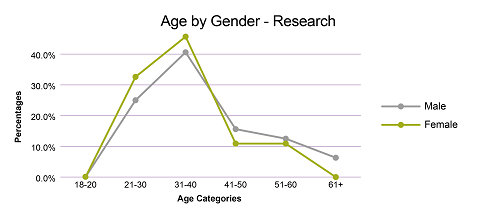 Age by Gender - Research
40.0%
30.0%
20.0%
10.0%
0.0%
Percentages
18-20 21-30 31-40 41-50 51-60 61+
Age Categories
Male
Female